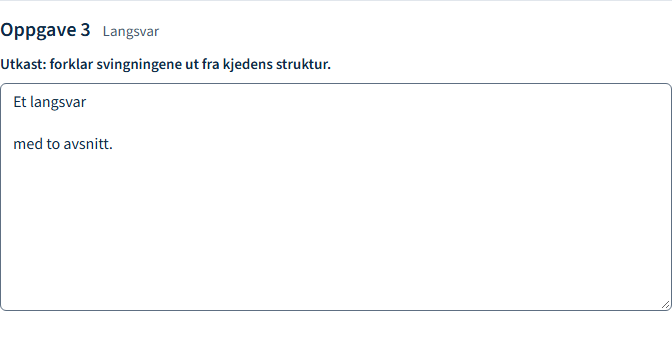 Oppgave 3 Langsvar
Utkast: forklar svingningene ut fra kjedens struktur.
Et langsvar
med to avsnitt.